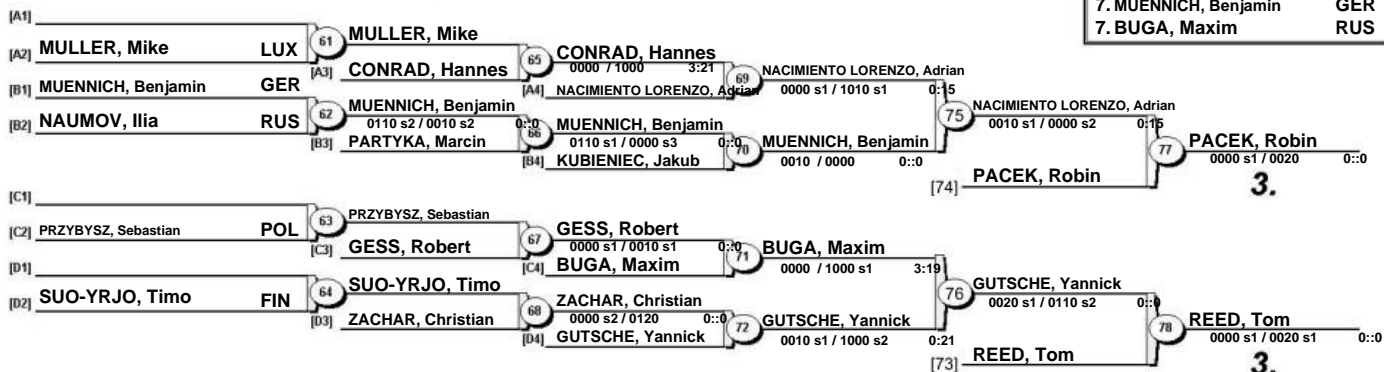 7. MUENNICH, Benjamin GER
7. BUGA, Maxim RUS
[A1]
[A2] MULLER, Mike LUX
61 MULLER, Mike
[A3] CONRAD, Hannes
65 CONRAD, Hannes
0000 / 1000 3:21
[A4] NACIMIENTO LORENZO, Adrian
69 NACIMIENTO LORENZO, Adrian
0000 s1 / 1010 s1 0:15
[B1] MUENNICH, Benjamin GER
[B2] NAUMOV, Ilia RUS
62 MUENNICH, Benjamin
0110 s2 / 0010 s2 0::0
[B3] PARTYKA, Marcin
66 MUENNICH, Benjamin
0110 s1 / 0000 s3 0::0
[B4] KUBIENIEC, Jakub
70 MUENNICH, Benjamin
0010 / 0000 0::0
75 NACIMIENTO LORENZO, Adrian
0010 s1 / 0000 s2 0:15
[74] PACEK, Robin
77 PACEK, Robin
0000 s1 / 0020 0::0
3.
[C1]
[C2] PRZYBYSZ, Sebastian POL
63 PRZYBYSZ, Sebastian
[C3] GESS, Robert
67 GESS, Robert
0000 s1 / 0010 s1 0::0
[C4] BUGA, Maxim
71 BUGA, Maxim
0000 / 1000 s1 3:19
[D1]
[D2] SUO-YRJO, Timo FIN
64 SUO-YRJO, Timo
[D3] ZACHAR, Christian
68 ZACHAR, Christian
0000 s2 / 0120 0::0
[D4] GUTSCHE, Yannick
72 GUTSCHE, Yannick
0010 s1 / 1000 s2 0:21
76 GUTSCHE, Yannick
0020 s1 / 0110 s2 0::0
[73] REED, Tom
78 REED, Tom
0000 s1 / 0020 s1 0::0
3.